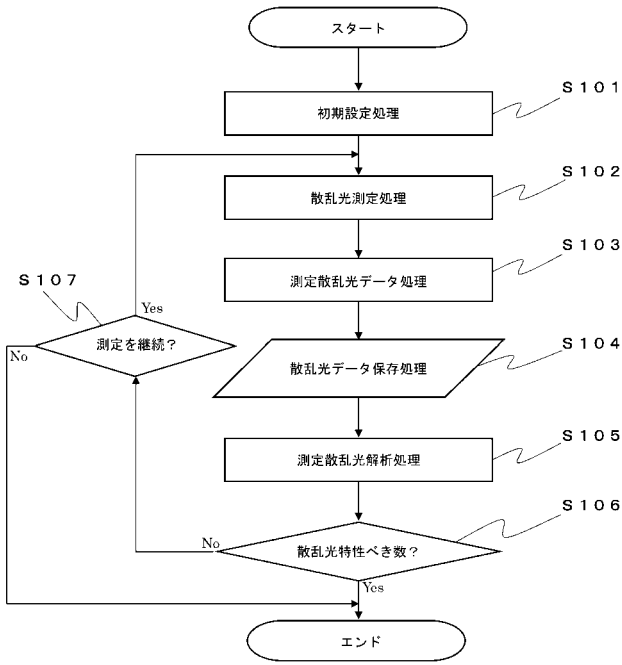 スタート
S101
初期設定処理
S102
散乱光測定処理
S103
測定散乱光データ処理
S107
Yes
No
測定を継続?
S104
散乱光データ保存処理
S105
測定散乱光解析処理
S106
No
散乱光特性べき数?
Yes
エンド